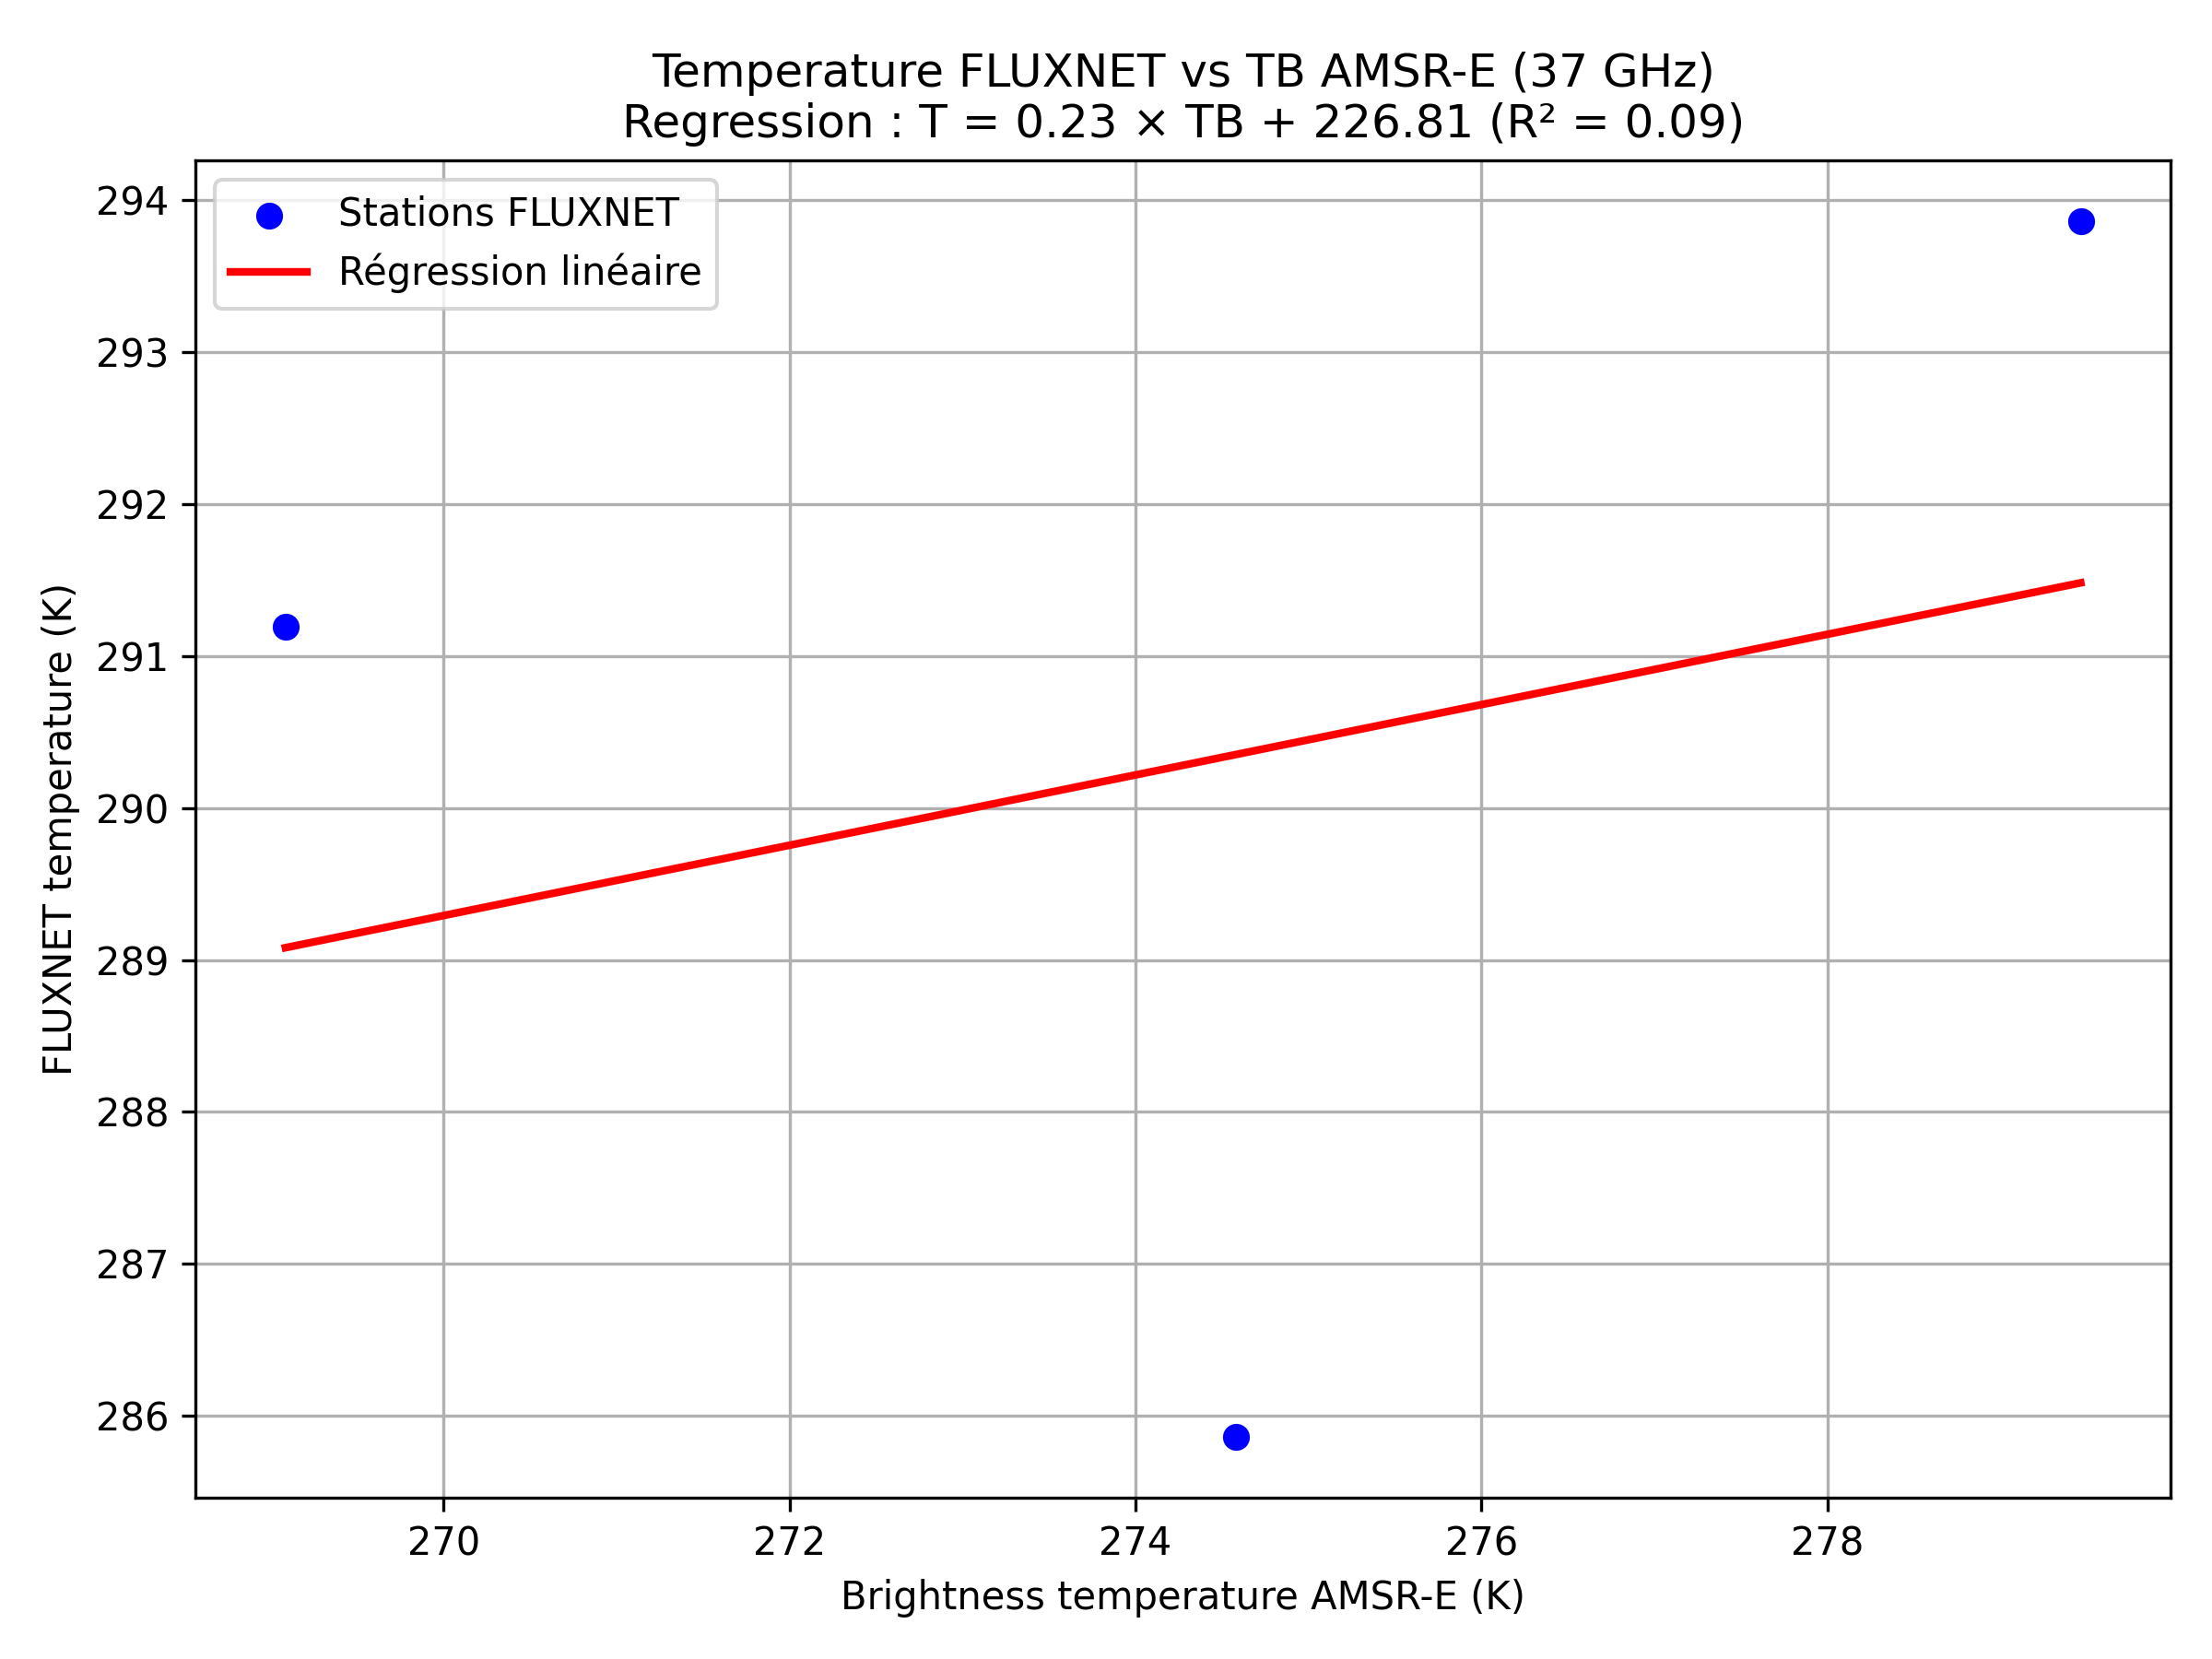 Temperature FLUXNET vs TB AMSR-E (37 GHz)
Regression : T = 0.23 × TB + 226.81 (R² = 0.09)
Stations FLUXNET
Régression linéaire
294
293
292
291
290
289
288
287
286
FLUXNET temperature (K)
270 272 274 276 278
Brightness temperature AMSR-E (K)